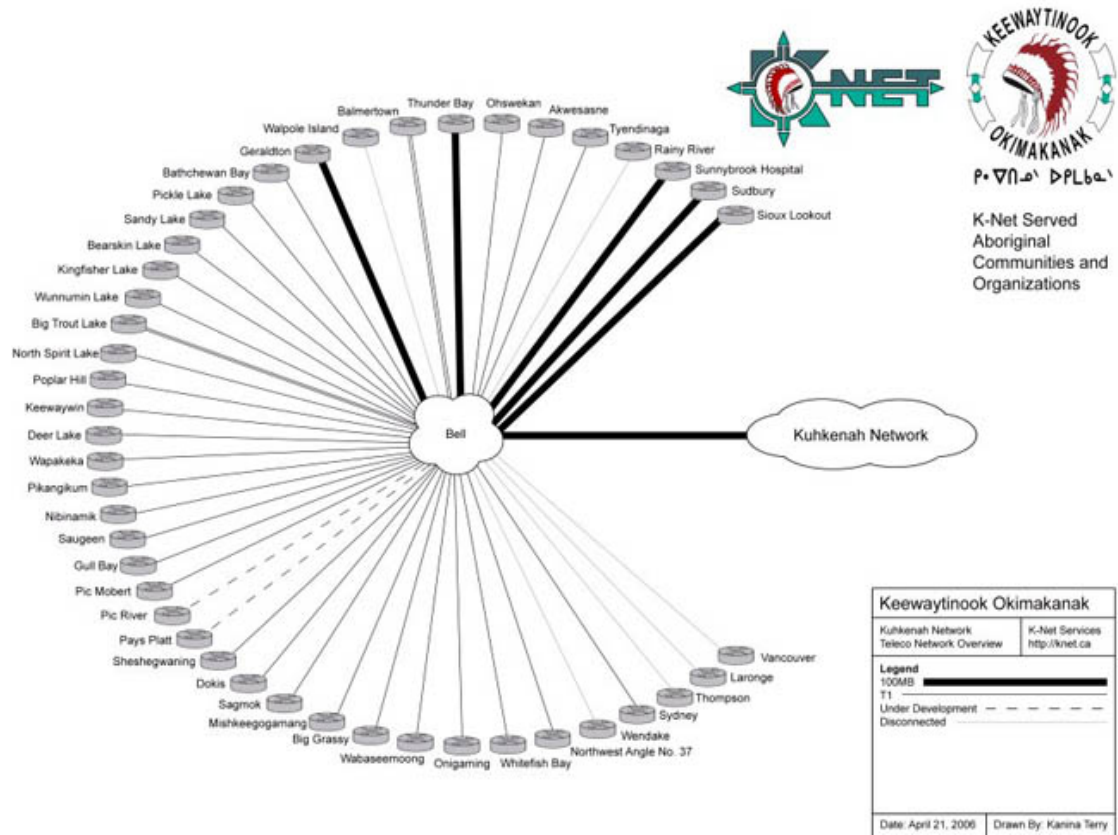 K-NET
KEEWAYTINOOK
OKIMAKANAK
ᑭᐧᐁᑎᓄᐠ ᐅᑭᒪᑲᓇᐠ
K-Net Served
Aboriginal
Communities and
Organizations
Thunder Bay
Ohswekan
Balmertown
Akwesasne
Walpole Island
Tyendinaga
Geraldton
Rainy River
Bathchewan Bay
Sunnybrook Hospital
Pickle Lake
Sudbury
Sandy Lake
Sioux Lookout
Bearskin Lake
Kingfisher Lake
Wunnumin Lake
Big Trout Lake
North Spirit Lake
Poplar Hill
Keewaywin
Deer Lake
Wapakeka
Pikangikum
Nibinamik
Saugeen
Gull Bay
Pic Mobert
Pic River
Pays Platt
Sheshegwaning
Dokis
Sagmok
Mishkeegogamang
Big Grassy
Wabaseemoong
Onigaming
Whitefish Bay
Northwest Angle No. 37
Wendake
Sydney
Thompson
Laronge
Vancouver
Bell
Kuhkenah Network
Keewaytinook Okimakanak
Kuhkenah Network
Teleco Network Overview
K-Net Services
http://knet.ca
Legend
100MB
T1
Under Development
Disconnected
Date: April 21, 2006
Drawn By: Kanina Terry